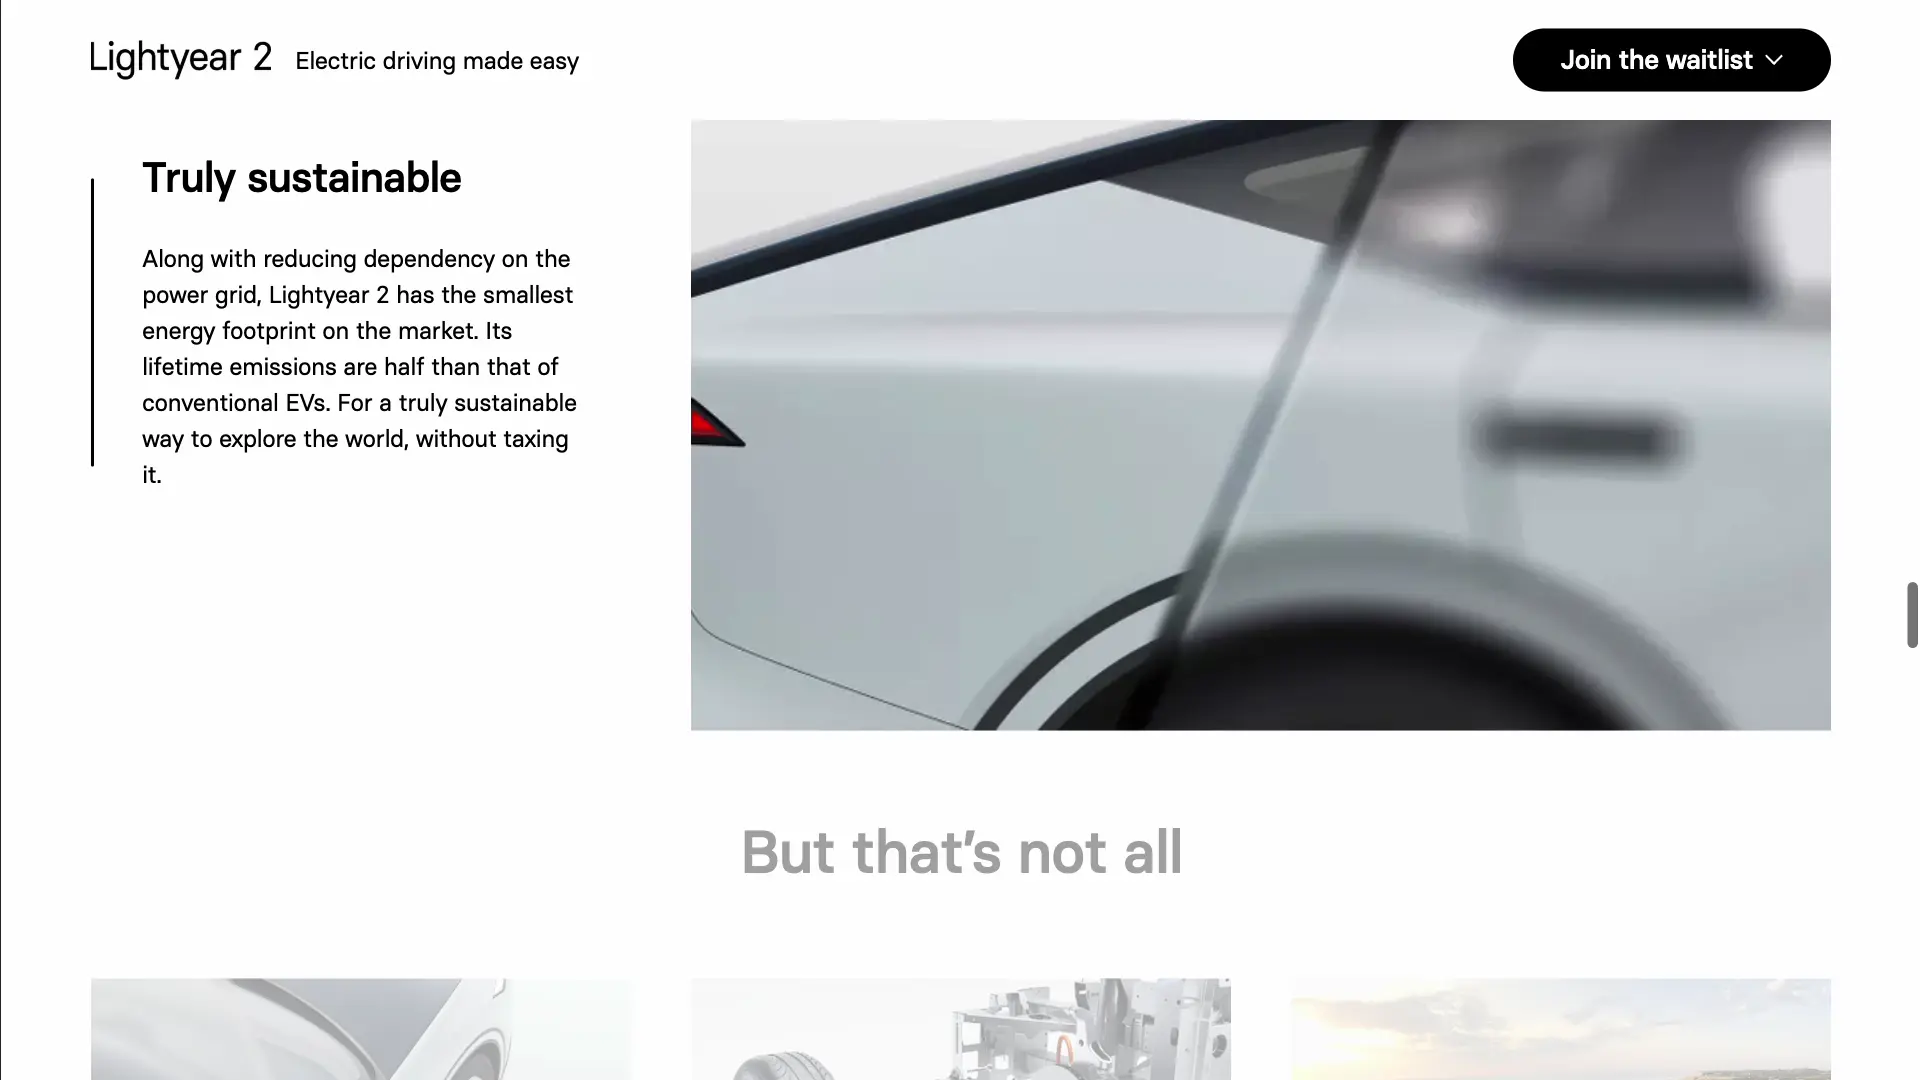 Lightyear 2 Electric driving made easy
Join the waitlist
Truly sustainable
Along with reducing dependency on the
power grid, Lightyear 2 has the smallest
energy footprint on the market. Its
lifetime emissions are half than that of
conventional EVs. For a truly sustainable
way to explore the world, without taxing
it.
But that’s not all